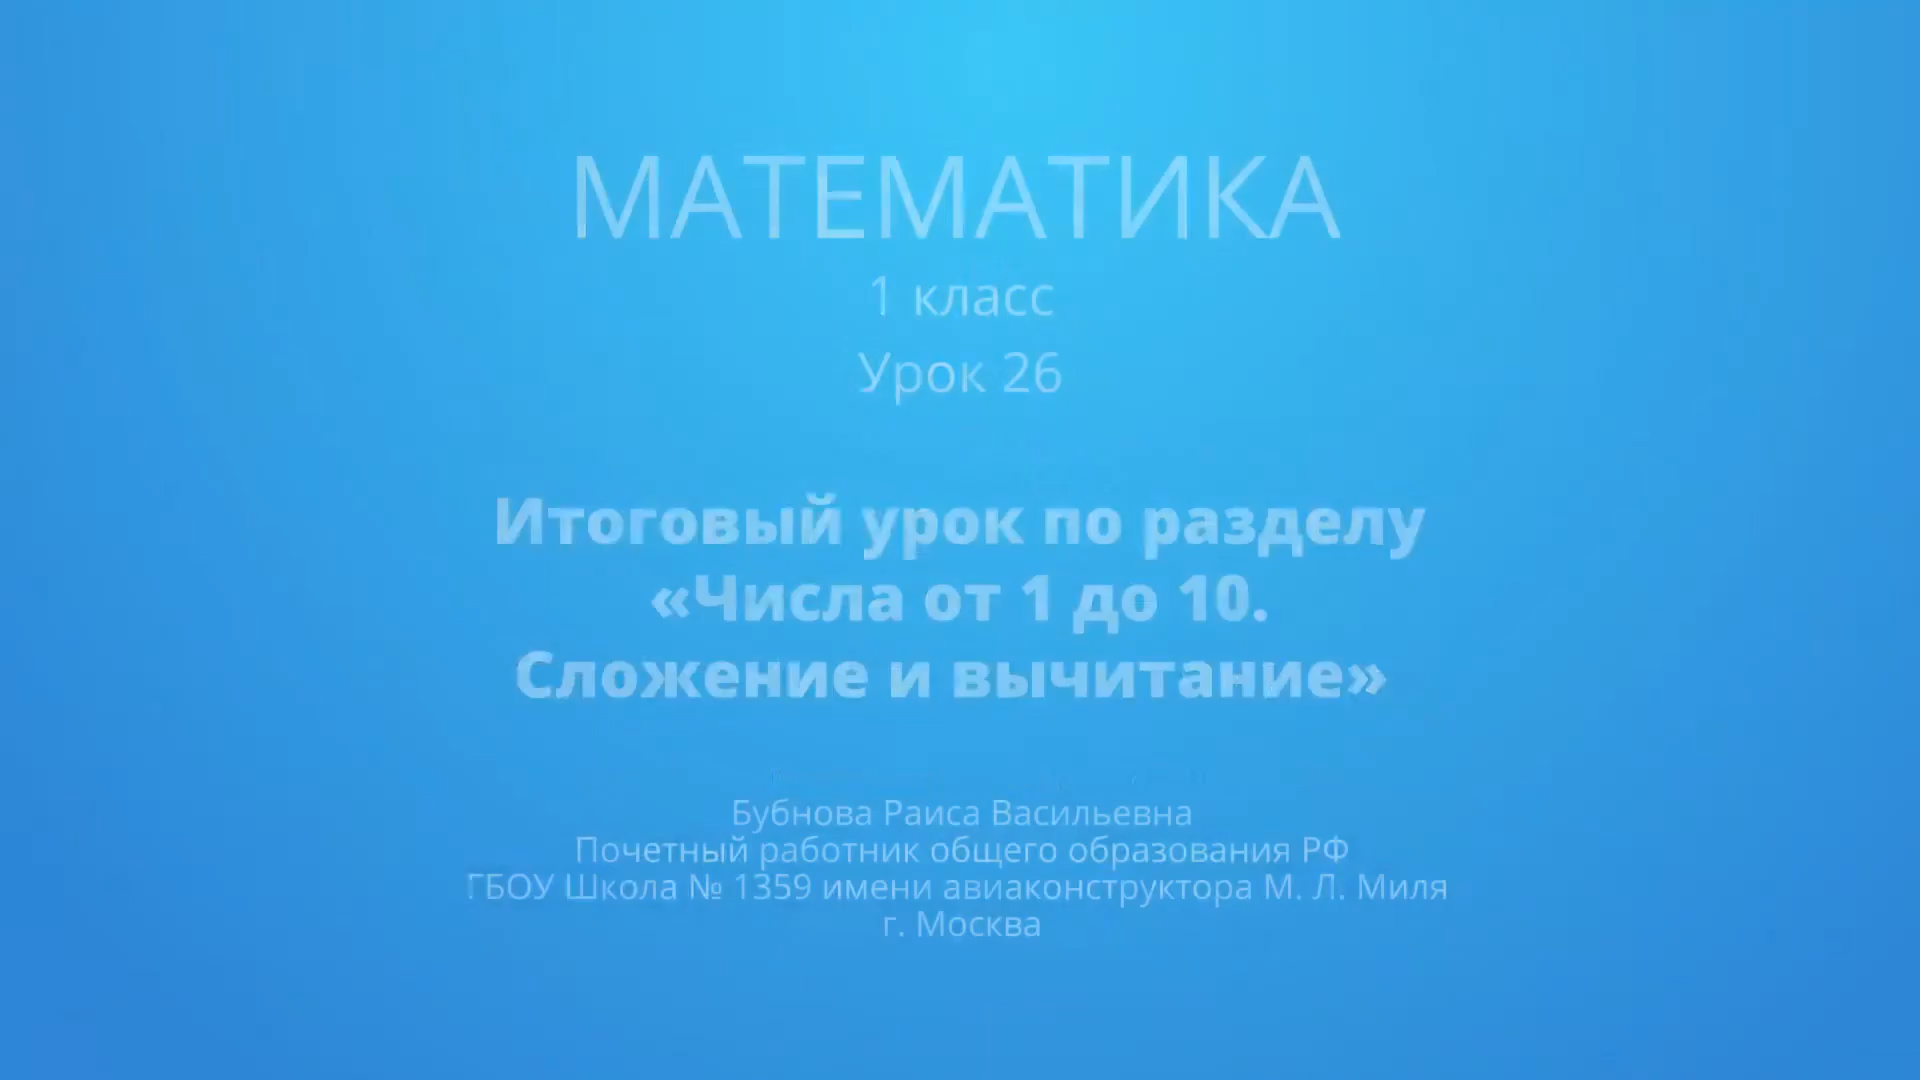 МАТЕМАТИКА
1 класс
Урок 26
Итоговый урок по разделу
«Числа от 1 до 10.
Сложение и вычитание»
Бубнова Раиса Васильевна
Почетный работник общего образования РФ
ГБОУ Школа № 1359 имени авиаконструктора М. Л. Миля
г. Москва